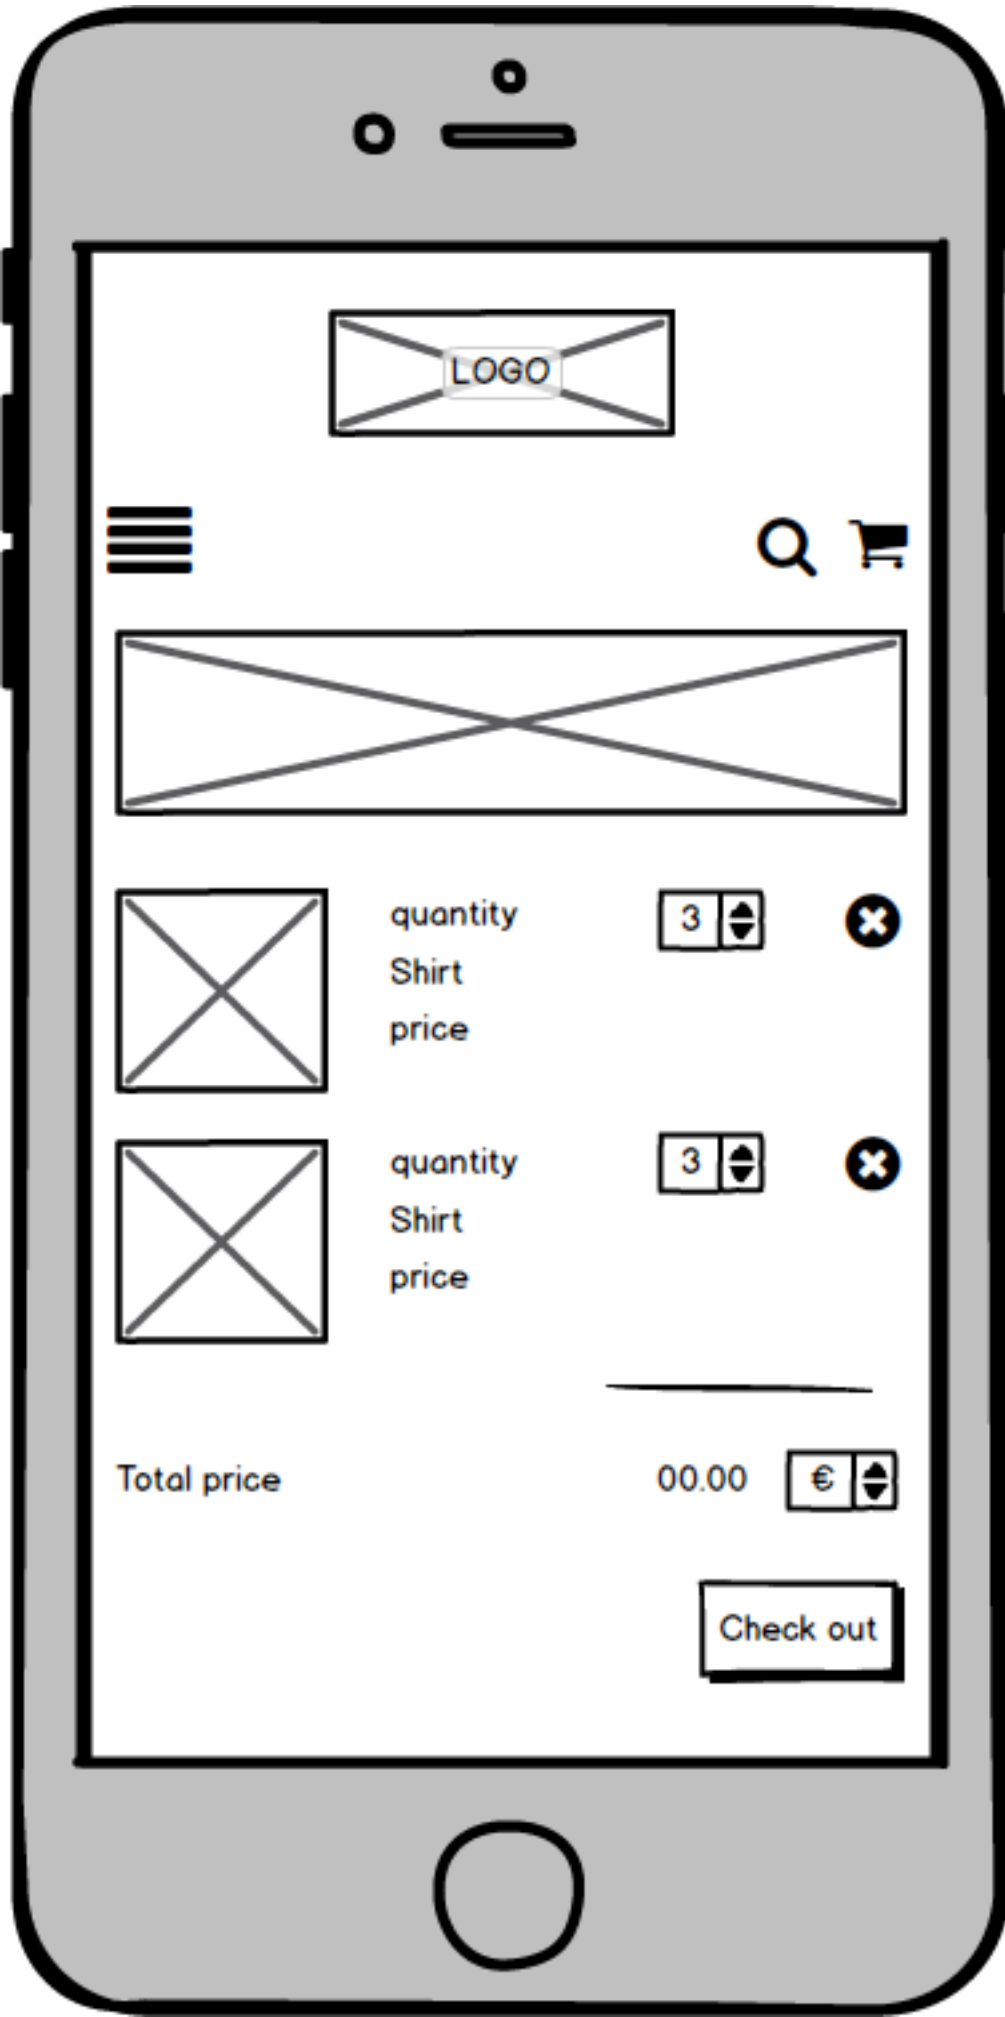 LOGO
quantity 3
Shirt
price
quantity 3
Shirt
price
Total price 00.00 €
Check out